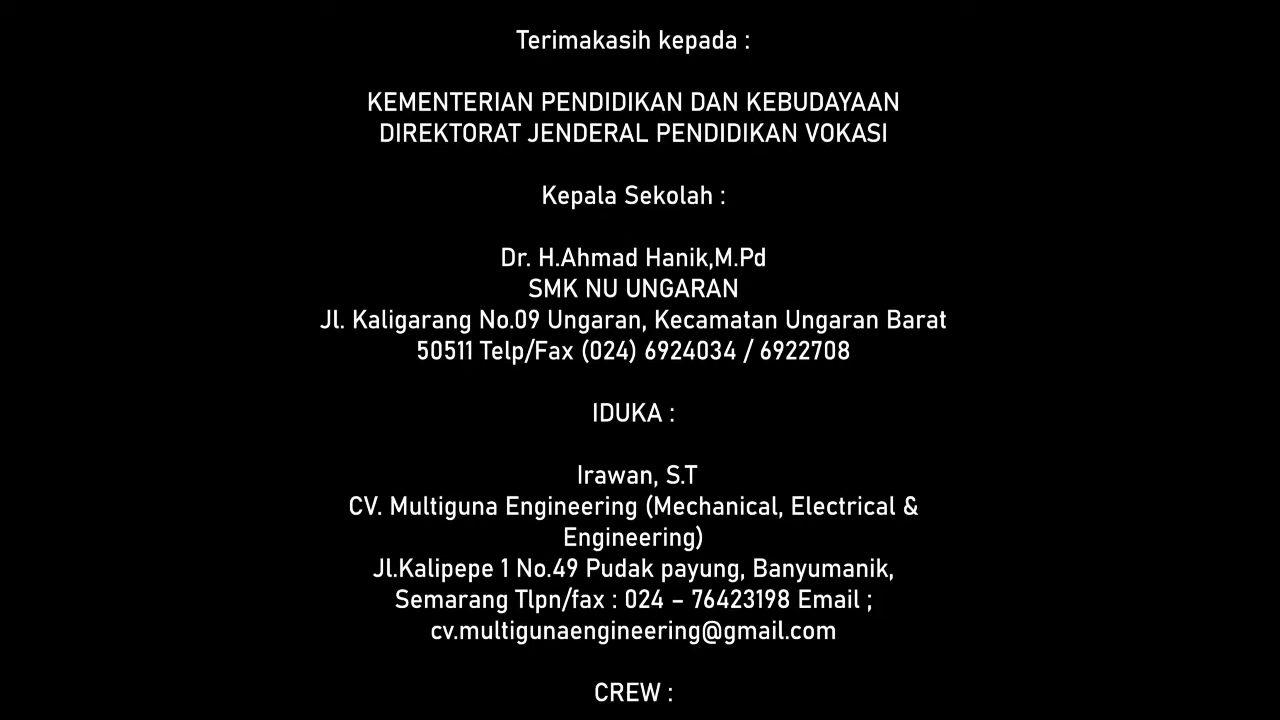 Terimakasih kepada :
KEMENTERIAN PENDIDIKAN DAN KEBUDAYAAN
DIREKTORAT JENDERAL PENDIDIKAN VOKASI
Kepala Sekolah :
Dr. H.Ahmad Hanik,M.Pd
SMK NU UNGARAN
Jl. Kaligarang No.09 Ungaran, Kecamatan Ungaran Barat
50511 Telp/Fax (024) 6924034 / 6922708
IDUKA :
Irawan, S.T
CV. Multiguna Engineering (Mechanical, Electrical &
Engineering)
Jl.Kalipepe 1 No.49 Pudak payung, Banyumanik,
Semarang Tlpn/fax : 024 – 76423198 Email ;
cv.multigunaengineering@gmail.com
CREW :